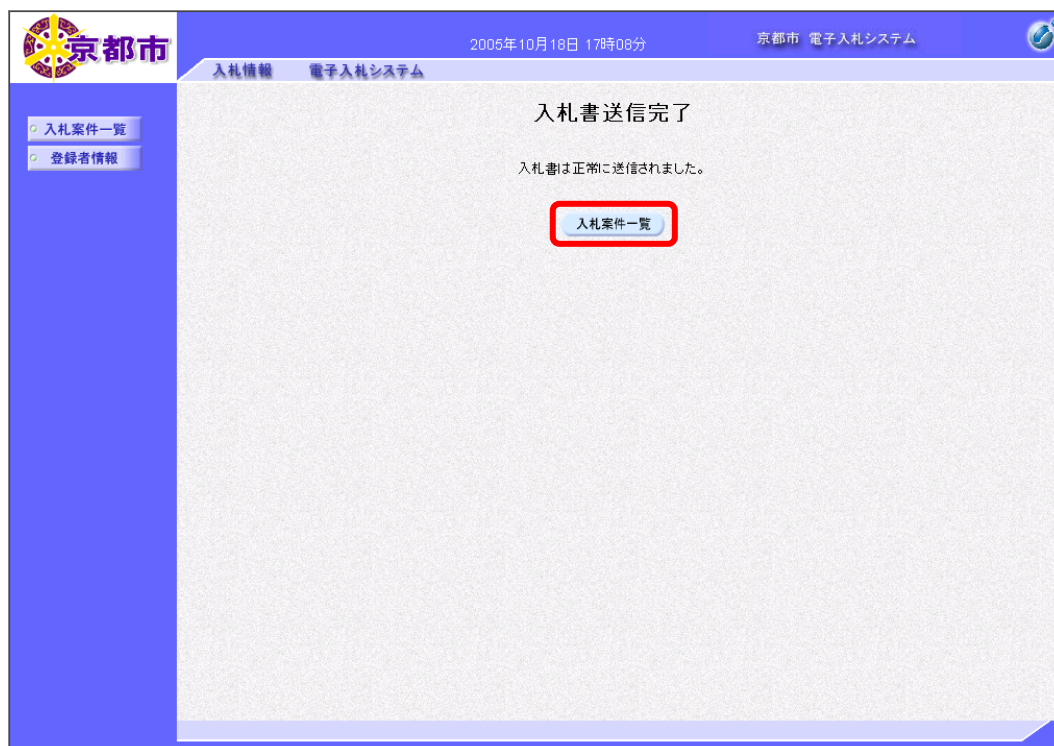 京都市
2005年10月18日 17時08分
京都市 電子入札システム
入札情報 電子入札システム
入札案件一覧
登録者情報
入札書送信完了
入札書は正常に送信されました。
入札案件一覧